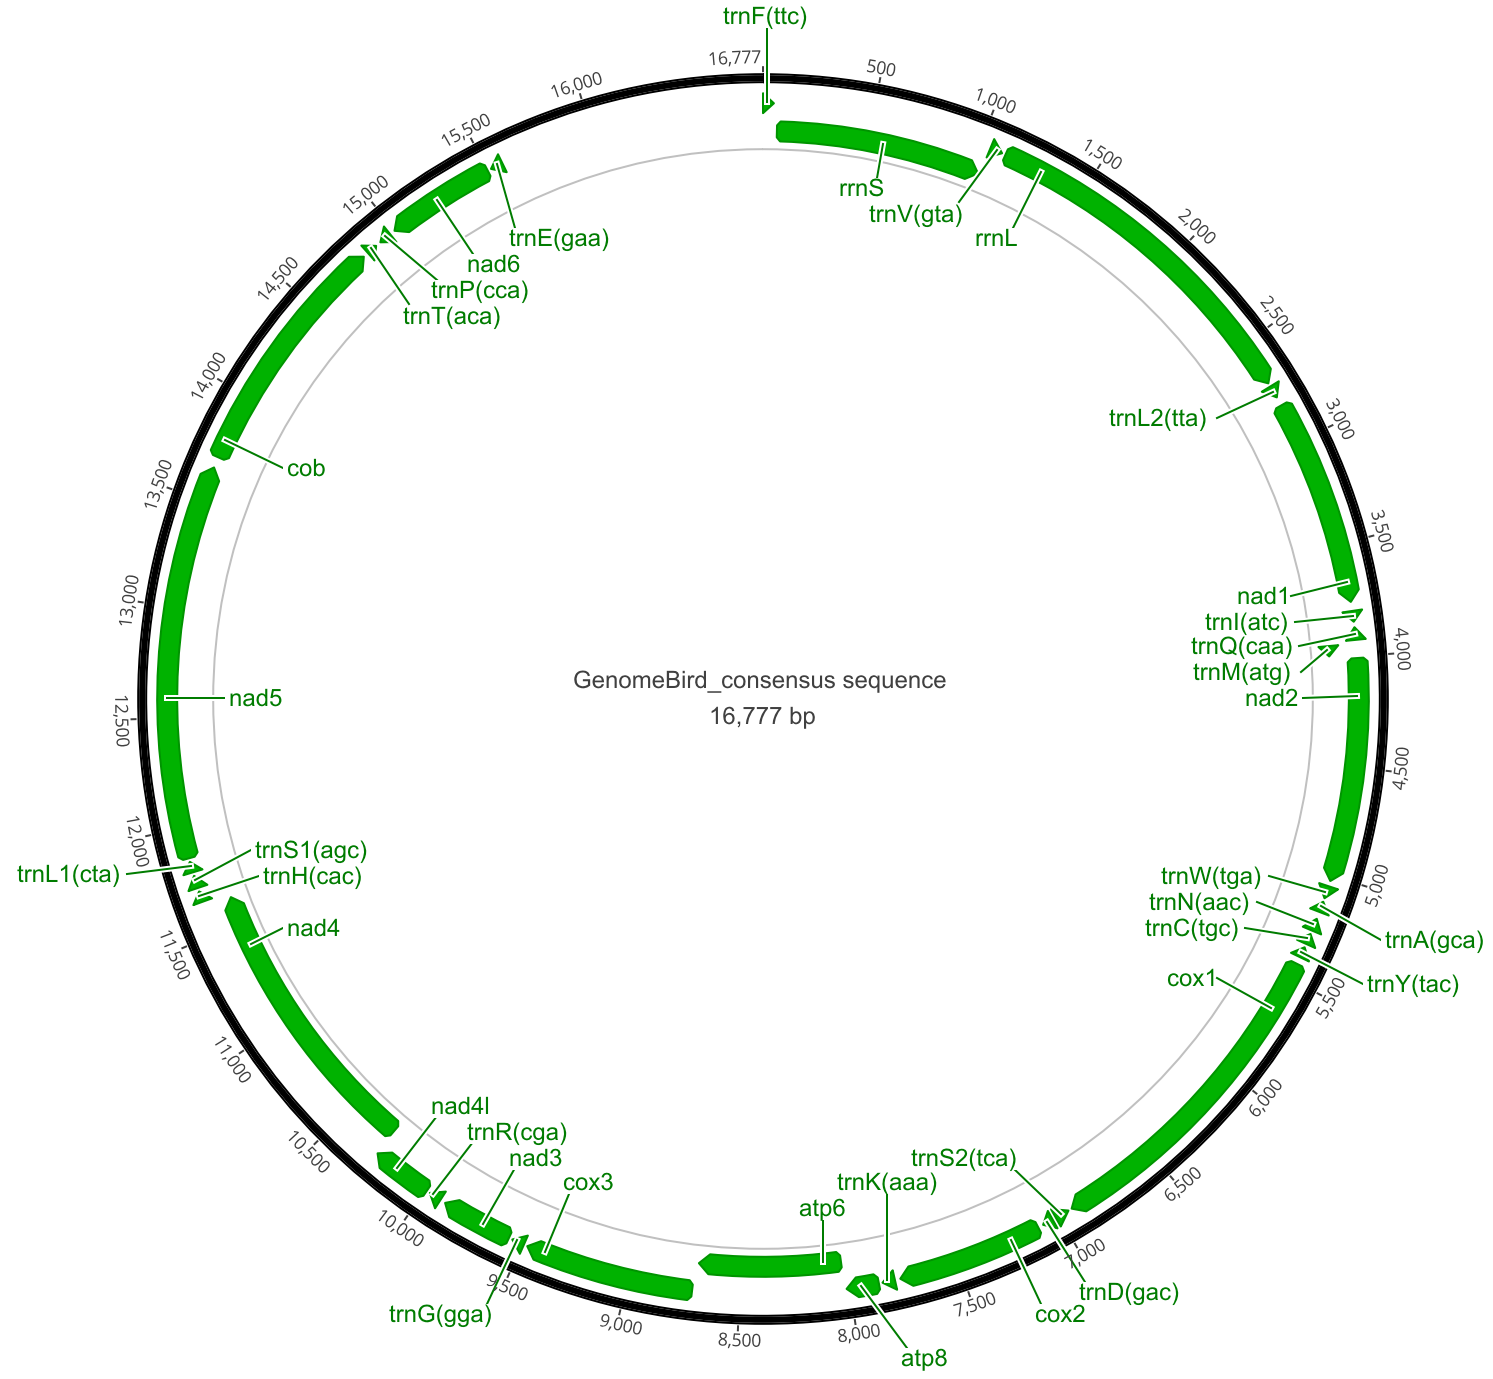 trnF(ttc)
16,777
500
1,000
1,500
2,000
2,500
3,000
3,500
4,000
4,500
5,000
5,500
6,000
6,500
7,000
7,500
8,000
8,500
9,000
9,500
10,000
10,500
11,000
11,500
12,000
12,500
13,000
13,500
14,000
14,500
15,000
15,500
16,000
rrnS
trnV(gta)
rrnL
trnL2(tta)
nad1
trnI(atc)
trnQ(caa)
trnM(atg)
nad2
trnW(tga)
trnN(aac)
trnC(tgc)
trnA(gca)
cox1
trnY(tac)
trnS2(tca)
trnD(gac)
cox2
trnK(aaa)
atp8
atp6
cox3
trnG(gga)
nad3
trnR(cga)
nad4l
nad4
trnH(cac)
trnS1(agc)
trnL1(cta)
nad5
cob
trnT(aca)
trnP(cca)
nad6
trnE(gaa)
GenomeBird_consensus sequence
16,777 bp